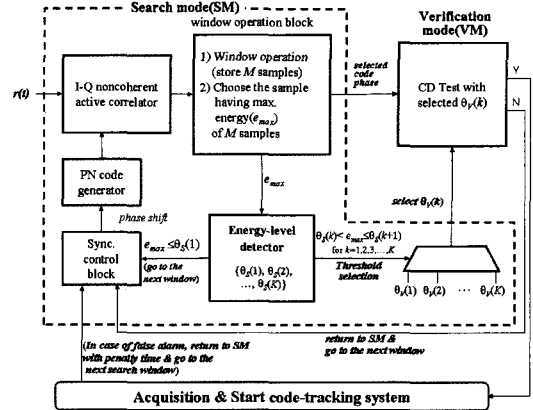 Search mode(SM)
window operation block
Verification
mode(VM)
r(t)
I-Q noncoherent
active correlator
1) Window operation
(store M samples)
2) Choose the sample
having max.
energy(e_max)
of M samples
selected
code
phase
CD Test with
selected θ_V(k)
Y
N
PN code
generator
e_max
select θ_V(k)
phase shift
Sync.
control
block
e_max ≤θ_S(1)
(go to the
next window)
Energy-level
detector
{θ_S(1), θ_S(2),
..., θ_S(K)}
θ_S(k)< e_max≤θ_S(k+1)
for k=1,2,3,...,K
Threshold
selection
θ_V(1) θ_V(2) ... θ_V(K)
(In case of false alarm, return to SM
with penalty time & go to the
next search window)
return to SM &
go to the next window
Acquisition & Start code-tracking system